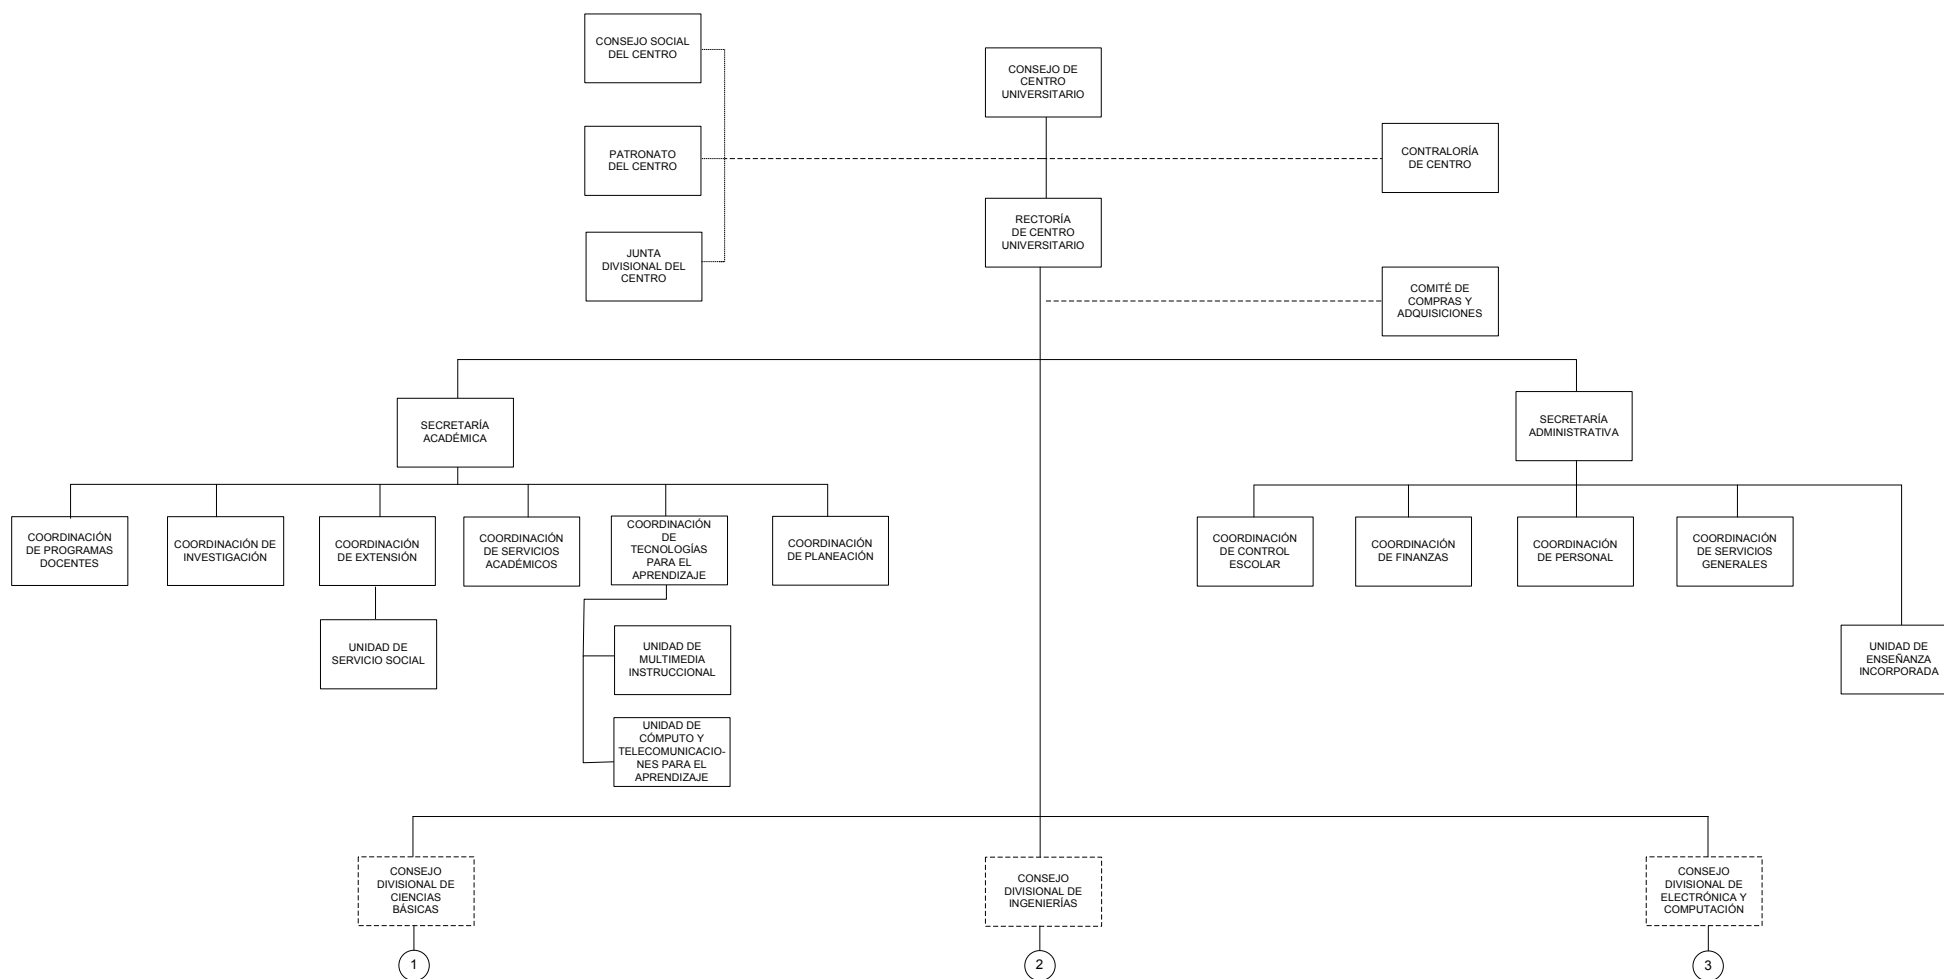 CONSEJO SOCIAL
DEL CENTRO
CONSEJO DE
CENTRO
UNIVERSITARIO
PATRONATO
DEL CENTRO
CONTRALORÍA
DE CENTRO
RECTORÍA
DE CENTRO
UNIVERSITARIO
JUNTA
DIVISIONAL DEL
CENTRO
COMITÉ DE
COMPRAS Y
ADQUISICIONES
SECRETARÍA
ACADÉMICA
SECRETARÍA
ADMINISTRATIVA
COORDINACIÓN
DE PROGRAMAS
DOCENTES
COORDINACIÓN DE
INVESTIGACIÓN
COORDINACIÓN
DE EXTENSIÓN
COORDINACIÓN
DE SERVICIOS
ACADÉMICOS
COORDINACIÓN
DE
TECNOLOGÍAS
PARA EL
APRENDIZAJE
COORDINACIÓN
DE PLANEACIÓN
COORDINACIÓN
DE CONTROL
ESCOLAR
COORDINACIÓN
DE FINANZAS
COORDINACIÓN
DE PERSONAL
COORDINACIÓN
DE SERVICIOS
GENERALES
UNIDAD DE
SERVICIO SOCIAL
UNIDAD DE
MULTIMEDIA
INSTRUCCIONAL
UNIDAD DE
ENSEÑANZA
INCORPORADA
UNIDAD DE
CÓMPUTO Y
TELECOMUNICACIO-
NES PARA EL
APRENDIZAJE
CONSEJO
DIVISIONAL DE
CIENCIAS
BÁSICAS
CONSEJO
DIVISIONAL DE
INGENIERÍAS
CONSEJO
DIVISIONAL DE
ELECTRÓNICA Y
COMPUTACIÓN
1
2
3